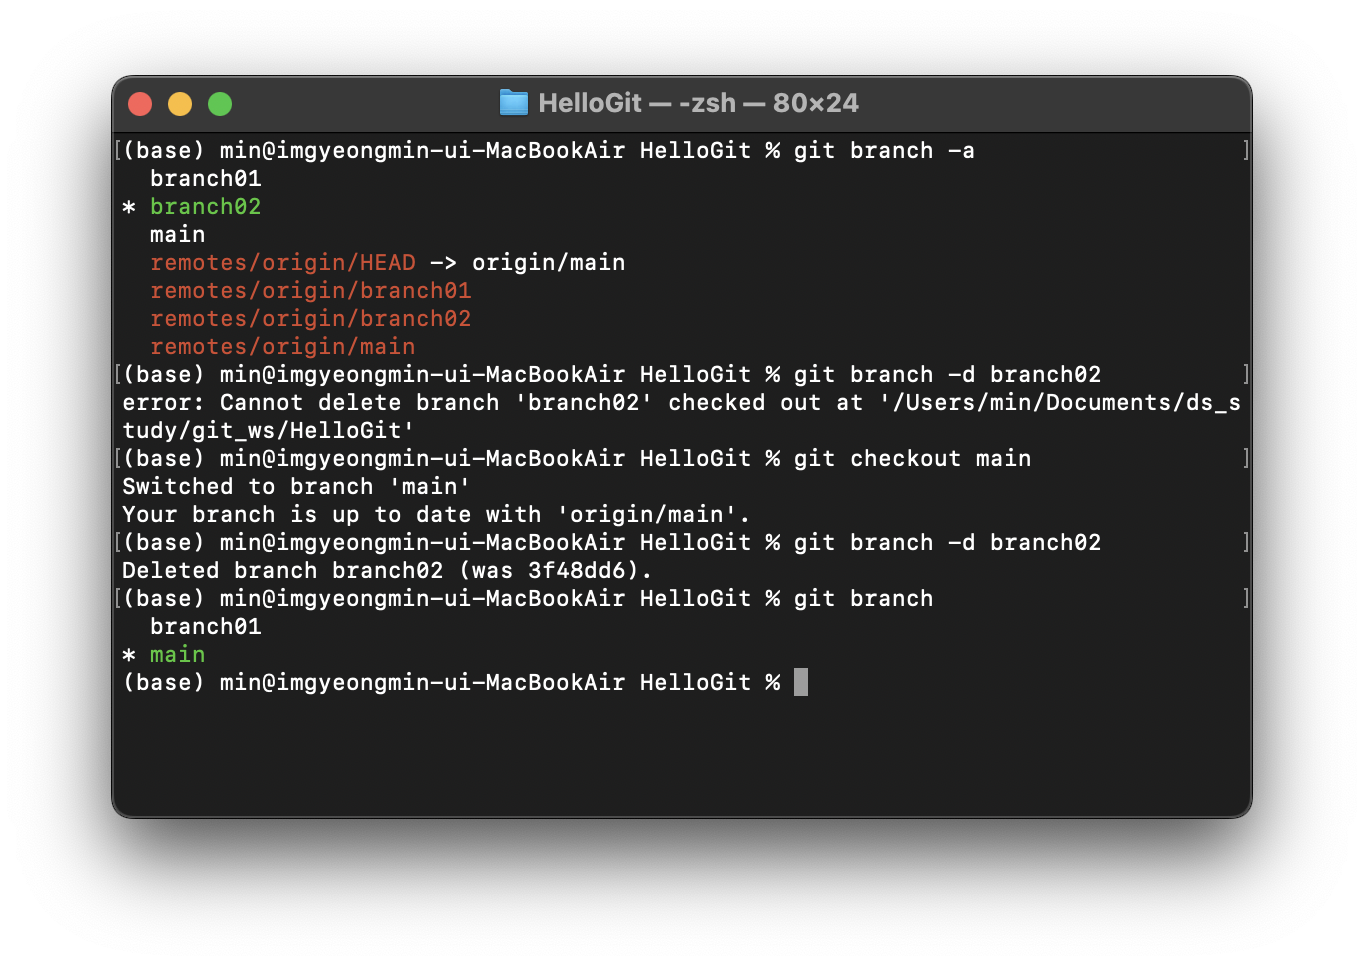 HelloGit — -zsh — 80×24
[(base) min@imgyeongmin-ui-MacBookAir HelloGit % git branch -a ]
  branch01
* branch02
  main
  remotes/origin/HEAD -> origin/main
  remotes/origin/branch01
  remotes/origin/branch02
  remotes/origin/main
[(base) min@imgyeongmin-ui-MacBookAir HelloGit % git branch -d branch02 ]
error: Cannot delete branch 'branch02' checked out at '/Users/min/Documents/ds_s
tudy/git_ws/HelloGit'
[(base) min@imgyeongmin-ui-MacBookAir HelloGit % git checkout main ]
Switched to branch 'main'
Your branch is up to date with 'origin/main'.
[(base) min@imgyeongmin-ui-MacBookAir HelloGit % git branch -d branch02 ]
Deleted branch branch02 (was 3f48dd6).
[(base) min@imgyeongmin-ui-MacBookAir HelloGit % git branch ]
  branch01
* main
(base) min@imgyeongmin-ui-MacBookAir HelloGit %